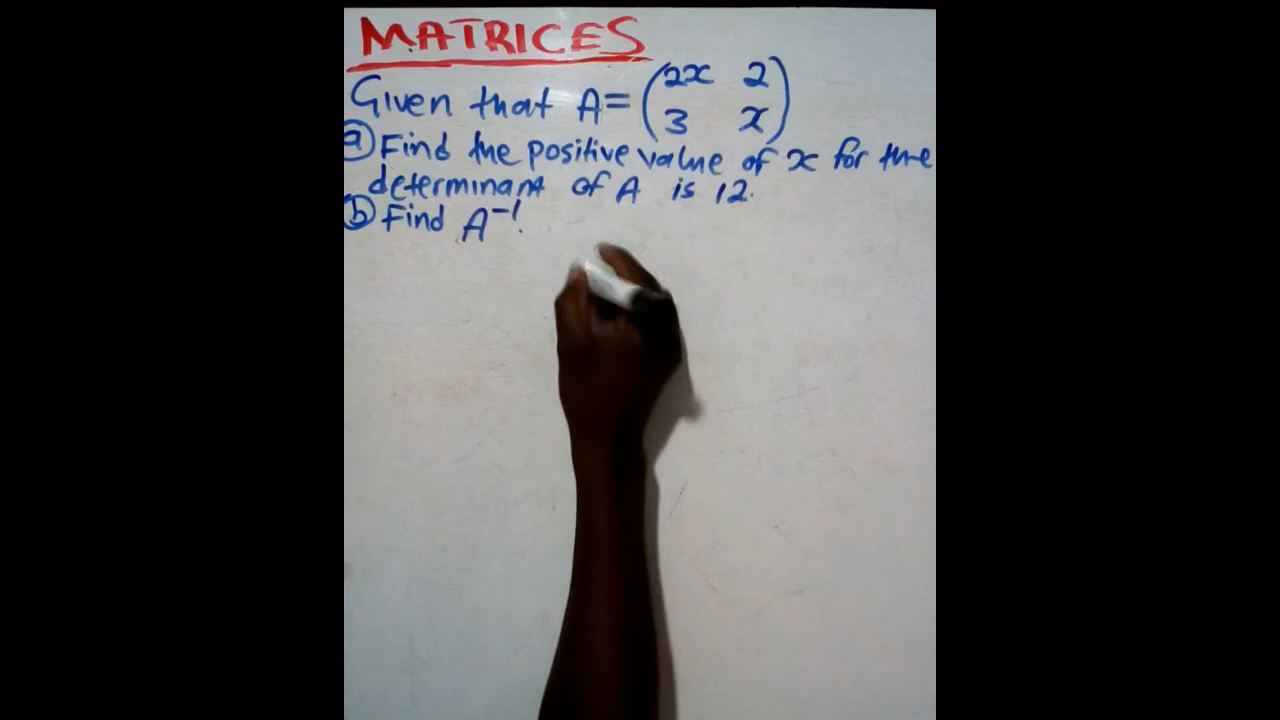 MATRICES
Given that A = (2x 2
3 x)
a) Find the positive value of x for the
determinant of A is 12.
b) Find A⁻¹.